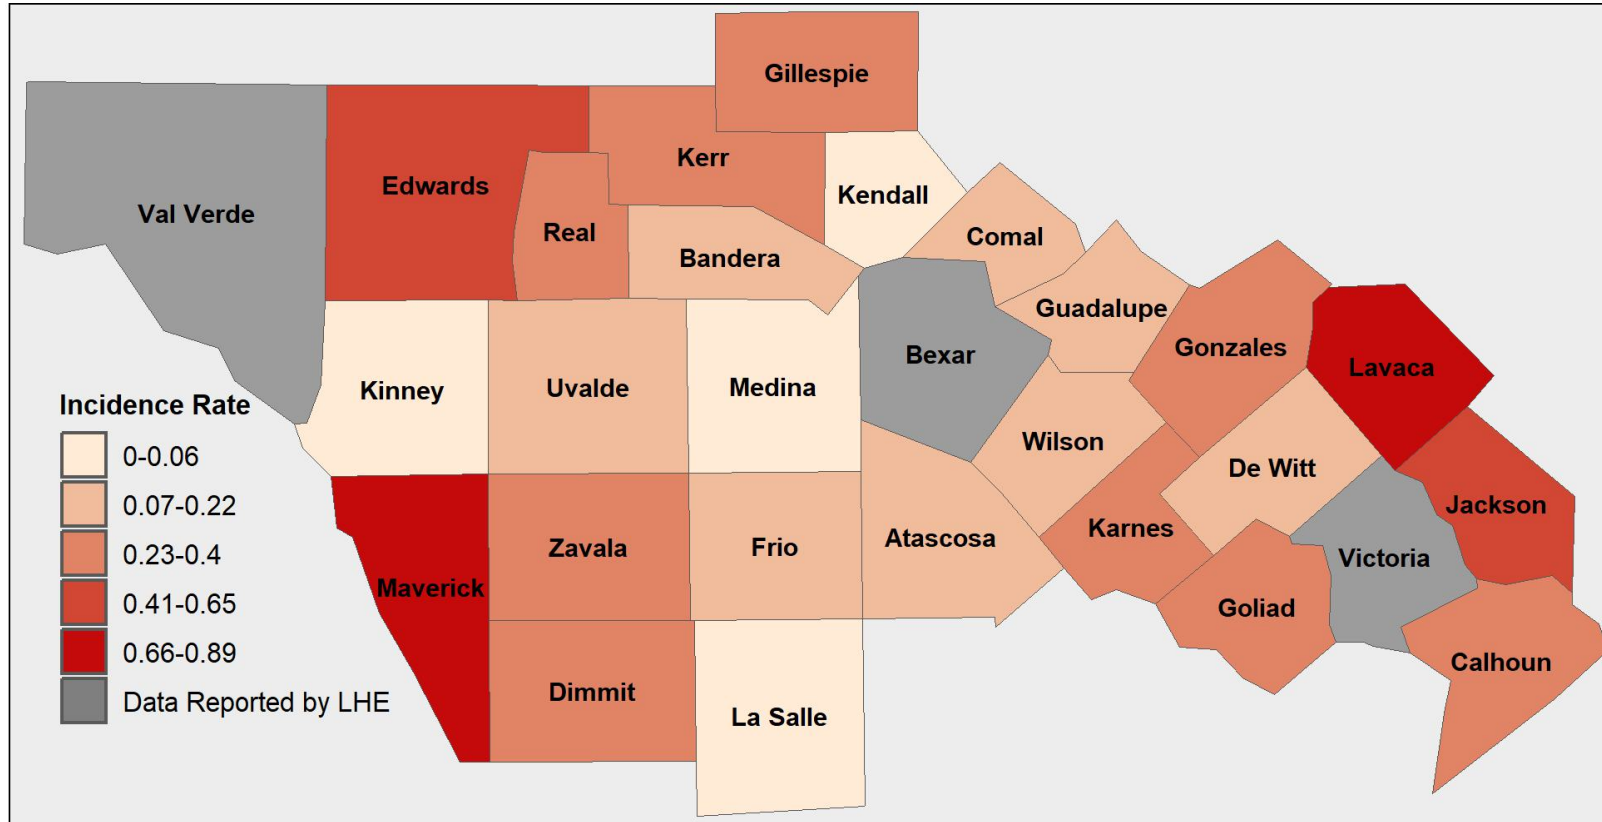 Gillespie
Kerr
Edwards
Kendall
Val Verde
Real
Comal
Bandera
Guadalupe
Gonzales
Bexar
Lavaca
Kinney
Uvalde
Medina
Incidence Rate
0-0.06
0.07-0.22
0.23-0.4
0.41-0.65
0.66-0.89
Data Reported by LHE
Wilson
De Witt
Jackson
Karnes
Atascosa
Zavala
Frio
Victoria
Maverick
Goliad
Calhoun
Dimmit
La Salle